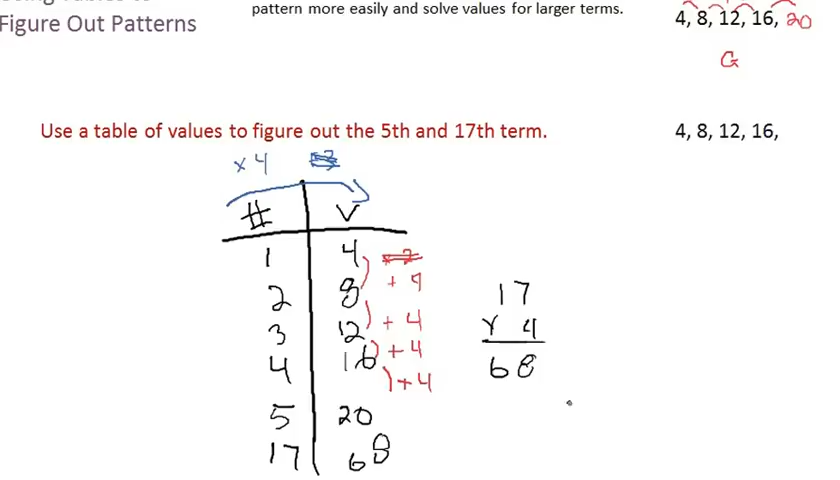 pattern more easily and solve values for larger terms.
4, 8, 12, 16, 20
Figure Out Patterns
G
Use a table of values to figure out the 5th and 17th term.
4, 8, 12, 16,
x 4
# V
1 4
+ 4
2 8
+ 4
3 12
+ 4
4 16
+ 4
5 20
17 68
17
x 4
68